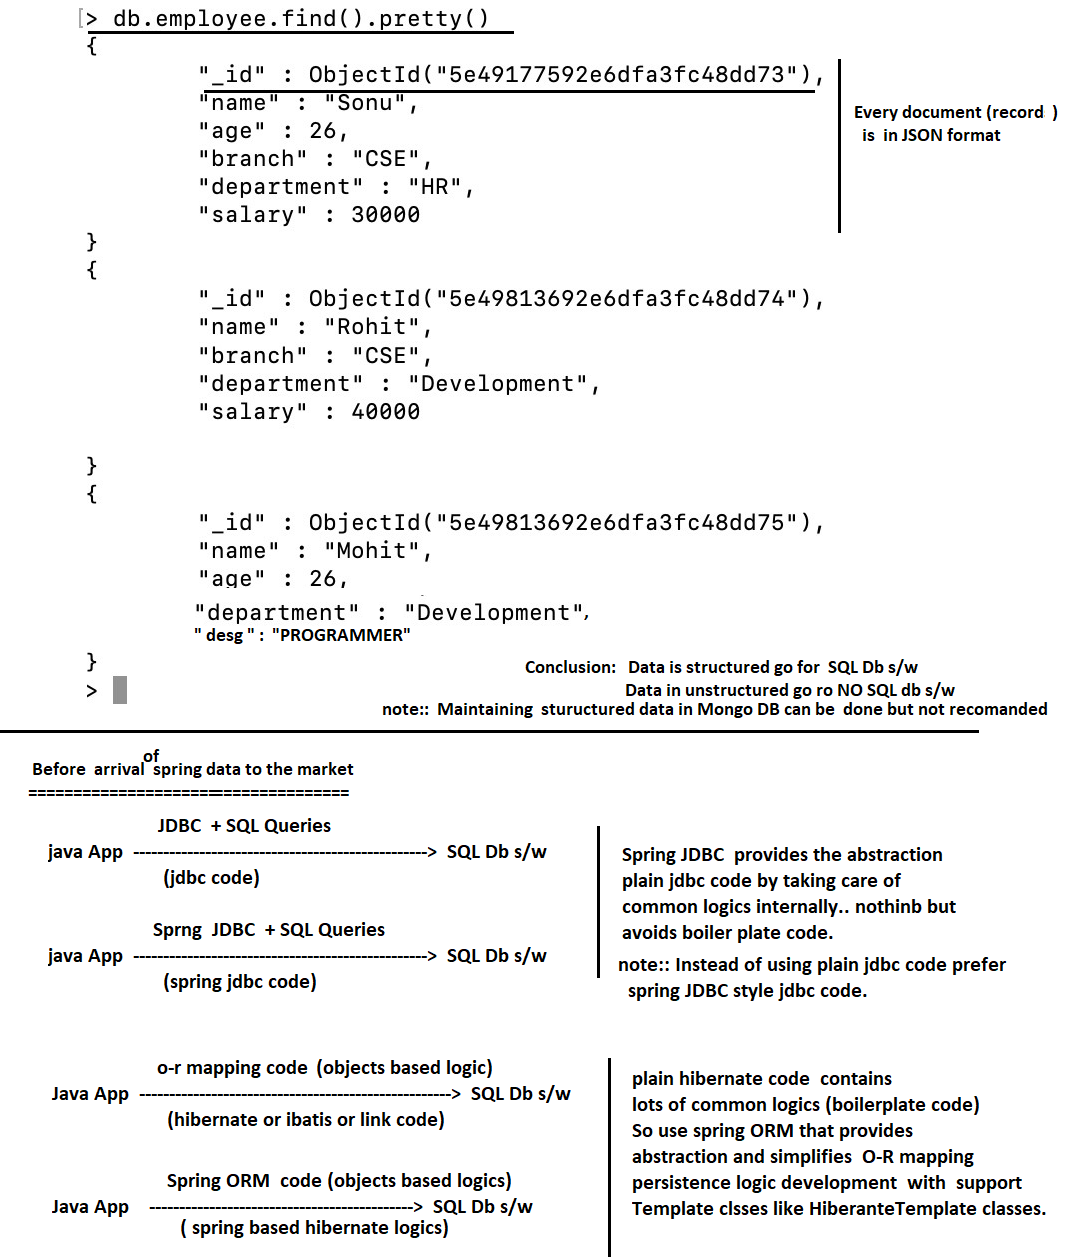 > db.employee.find().pretty()
{
"_id" : ObjectId("5e49177592e6dfa3fc48dd73"),
"name" : "Sonu",
"age" : 26,
"branch" : "CSE",
"department" : "HR",
"salary" : 30000
}
Every document (record )
is in JSON format
{
"_id" : ObjectId("5e49813692e6dfa3fc48dd74"),
"name" : "Rohit",
"branch" : "CSE",
"department" : "Development",
"salary" : 40000
}
{
"_id" : ObjectId("5e49813692e6dfa3fc48dd75"),
"name" : "Mohit",
"age" : 26,
"department" : "Development",
" desg " : "PROGRAMMER"
}
>
Conclusion: Data is structured go for SQL Db s/w
Data in unstructured go ro NO SQL db s/w
note:: Maintaining stuructured data in Mongo DB can be done but not recomanded
Before arrival of spring data to the market
====================================
JDBC + SQL Queries
java App -------------------------------------------------> SQL Db s/w
(jdbc code)
Sprng JDBC + SQL Queries
java App -------------------------------------------------> SQL Db s/w
(spring jdbc code)
Spring JDBC provides the abstraction
plain jdbc code by taking care of
common logics internally.. nothinb but
avoids boiler plate code.
note:: Instead of using plain jdbc code prefer
spring JDBC style jdbc code.
o-r mapping code (objects based logic)
Java App ----------------------------------------------------> SQL Db s/w
(hibernate or ibatis or link code)
Spring ORM code (objects based logics)
Java App --------------------------------------------> SQL Db s/w
( spring based hibernate logics)
plain hibernate code contains
lots of common logics (boilerplate code)
So use spring ORM that provides
abstraction and simplifies O-R mapping
persistence logic development with support
Template clsses like HiberanteTemplate classes.